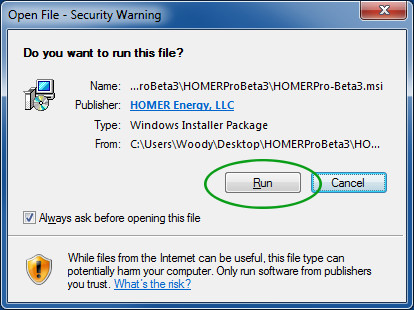 Open File - Security Warning
Do you want to run this file?
Name: ...roBeta3\HOMERProBeta3\HOMERPro-Beta3.msi
Publisher: HOMER Energy, LLC
Type: Windows Installer Package
From: C:\Users\Woody\Desktop\HOMERProBeta3\HO...
Run Cancel
Always ask before opening this file
While files from the Internet can be useful, this file type can
potentially harm your computer. Only run software from publishers
you trust. What's the risk?